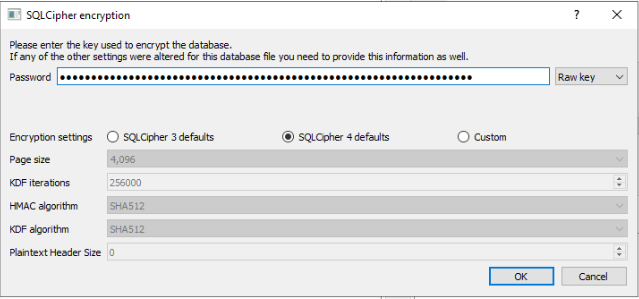 SQLCipher encryption
Please enter the key used to encrypt the database.
If any of the other settings were altered for this database file you need to provide this information as well.
Password ●●●●●●●●●●●●●●●●●●●●●●●●●●●●●●●●●●●●●●●●●●●●●●●●●●●●●●●●●●●●●●●●●● Raw key
Encryption settings SQLCipher 3 defaults SQLCipher 4 defaults Custom
Page size 4,096
KDF iterations 256000
HMAC algorithm SHA512
KDF algorithm SHA512
Plaintext Header Size 0
OK Cancel